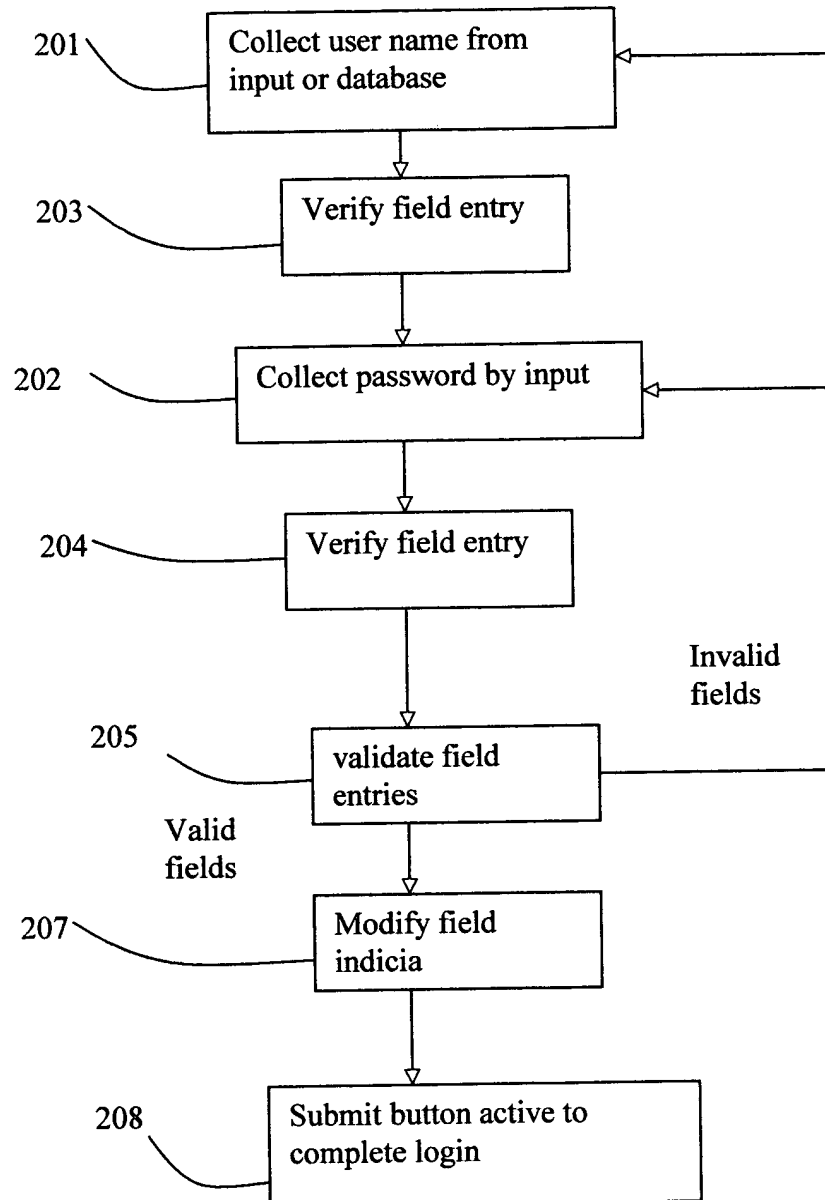 201
Collect user name from
input or database
203
Verify field entry
202
Collect password by input
204
Verify field entry
Invalid
fields
205
validate field
entries
Valid
fields
207
Modify field
indicia
208
Submit button active to
complete login